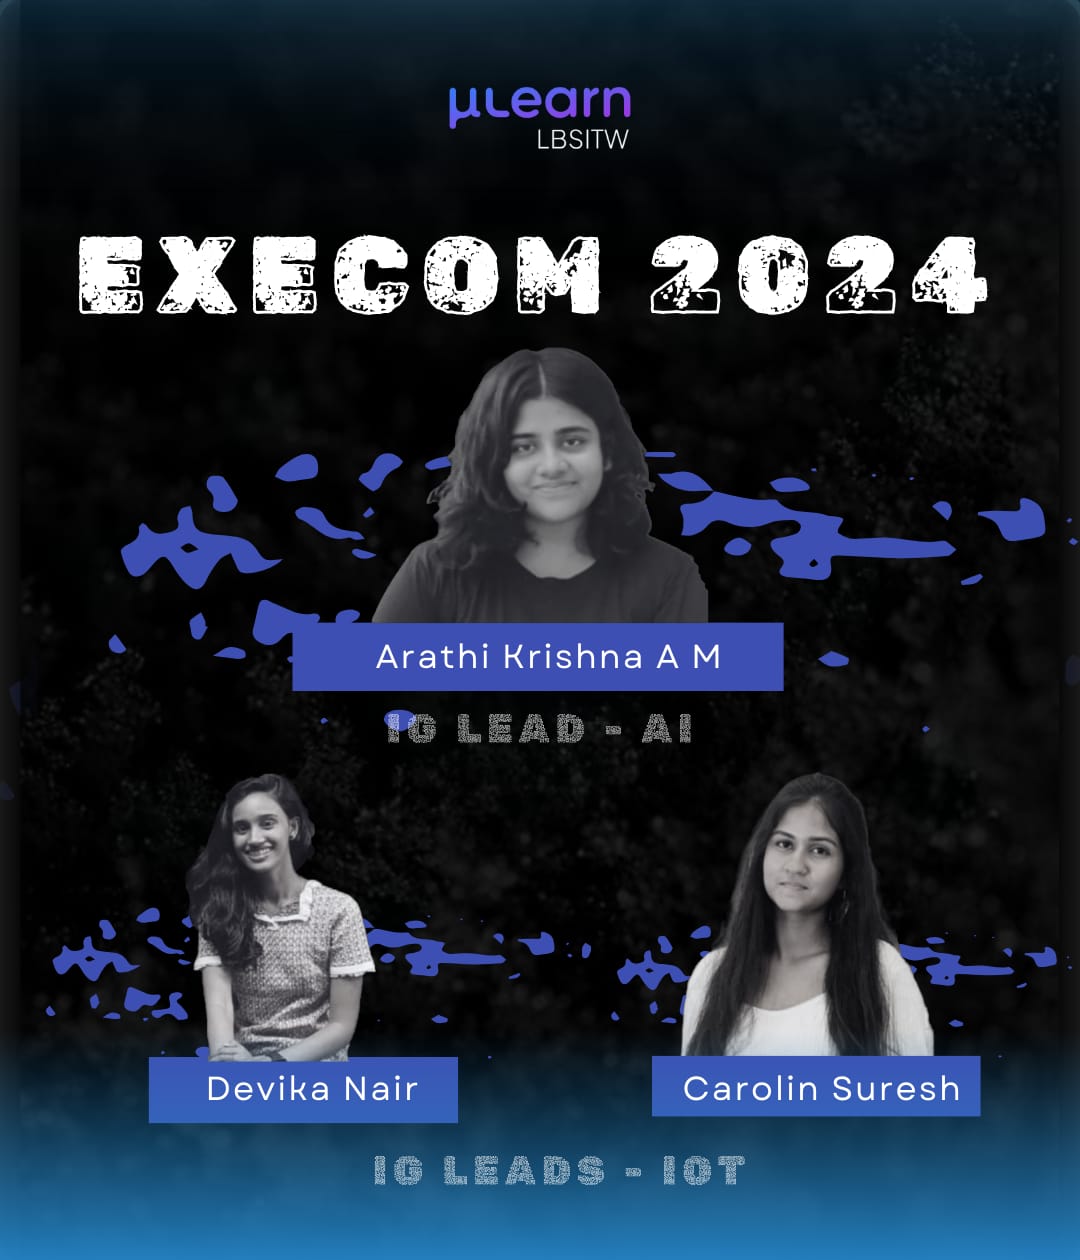 µLearn
LBSITW
EXECOM 2024
Arathi Krishna A M
IG LEAD - AI
Devika Nair
Carolin Suresh
IG LEADS - IOT